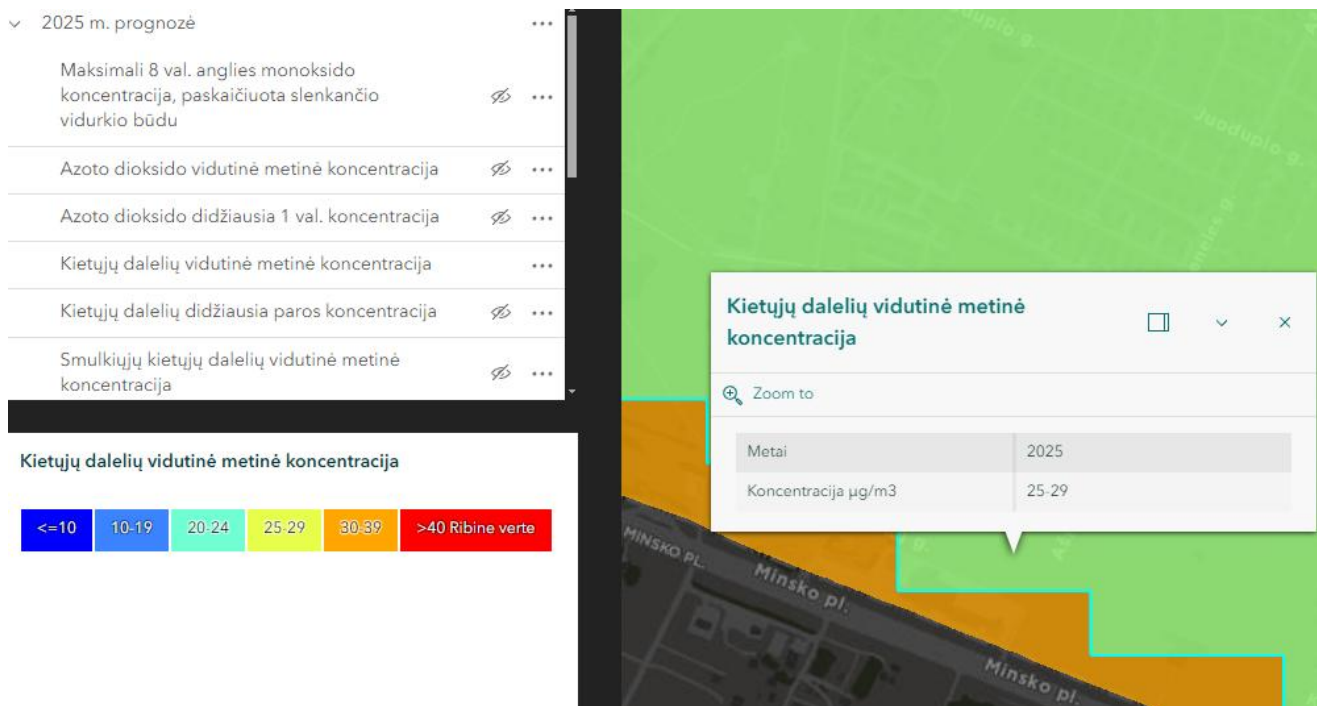 2025 m. prognozė
Maksimali 8 val. anglies monoksido
koncentracija, paskaičiuota slenkančio
vidurkio būdu
Azoto dioksido vidutinė metinė koncentracija
Azoto dioksido didžiausia 1 val. koncentracija
Kietųjų dalelių vidutinė metinė koncentracija
Kietųjų dalelių didžiausia paros koncentracija
Smulkiųjų kietųjų dalelių vidutinė metinė
koncentracija
Kietųjų dalelių vidutinė metinė koncentracija
<=10 10-19 20-24 25-29 30-39 >40 Ribine verte
Juoduplo g.
Kietųjų dalelių vidutinė metinė
koncentracija
Zoom to
Metai 2025
Koncentracija µg/m3 25-29
MINSKO PL.
Minsko pl.
Minsko pl.